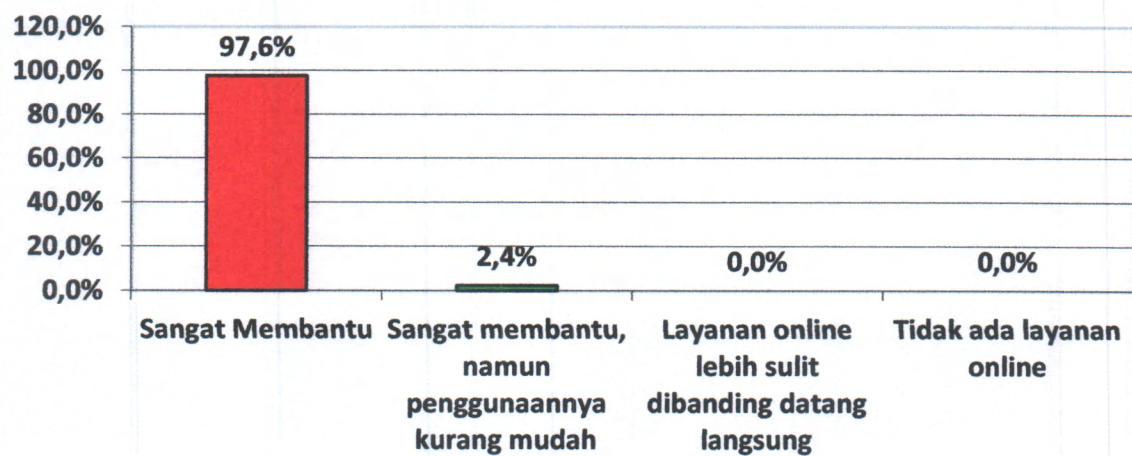 120,0%
97,6%
100,0%
80,0%
60,0%
40,0%
20,0%
2,4%
0,0%
0,0%
0,0%
Sangat Membantu
Sangat membantu,
namun
penggunaannya
kurang mudah
Layanan online
lebih sulit
dibanding datang
langsung
Tidak ada layanan
online